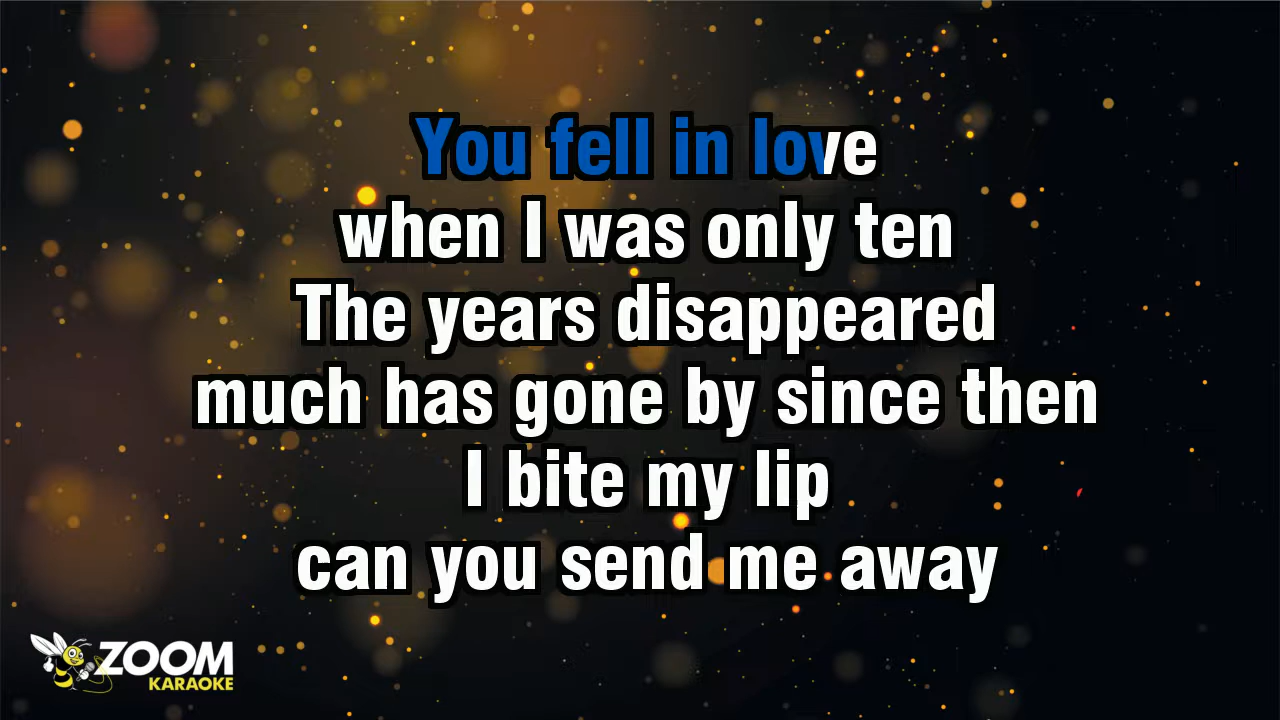 You fell in love
when I was only ten
The years disappeared
much has gone by since then
I bite my lip
can you send me away
ZOOM
KARAOKE